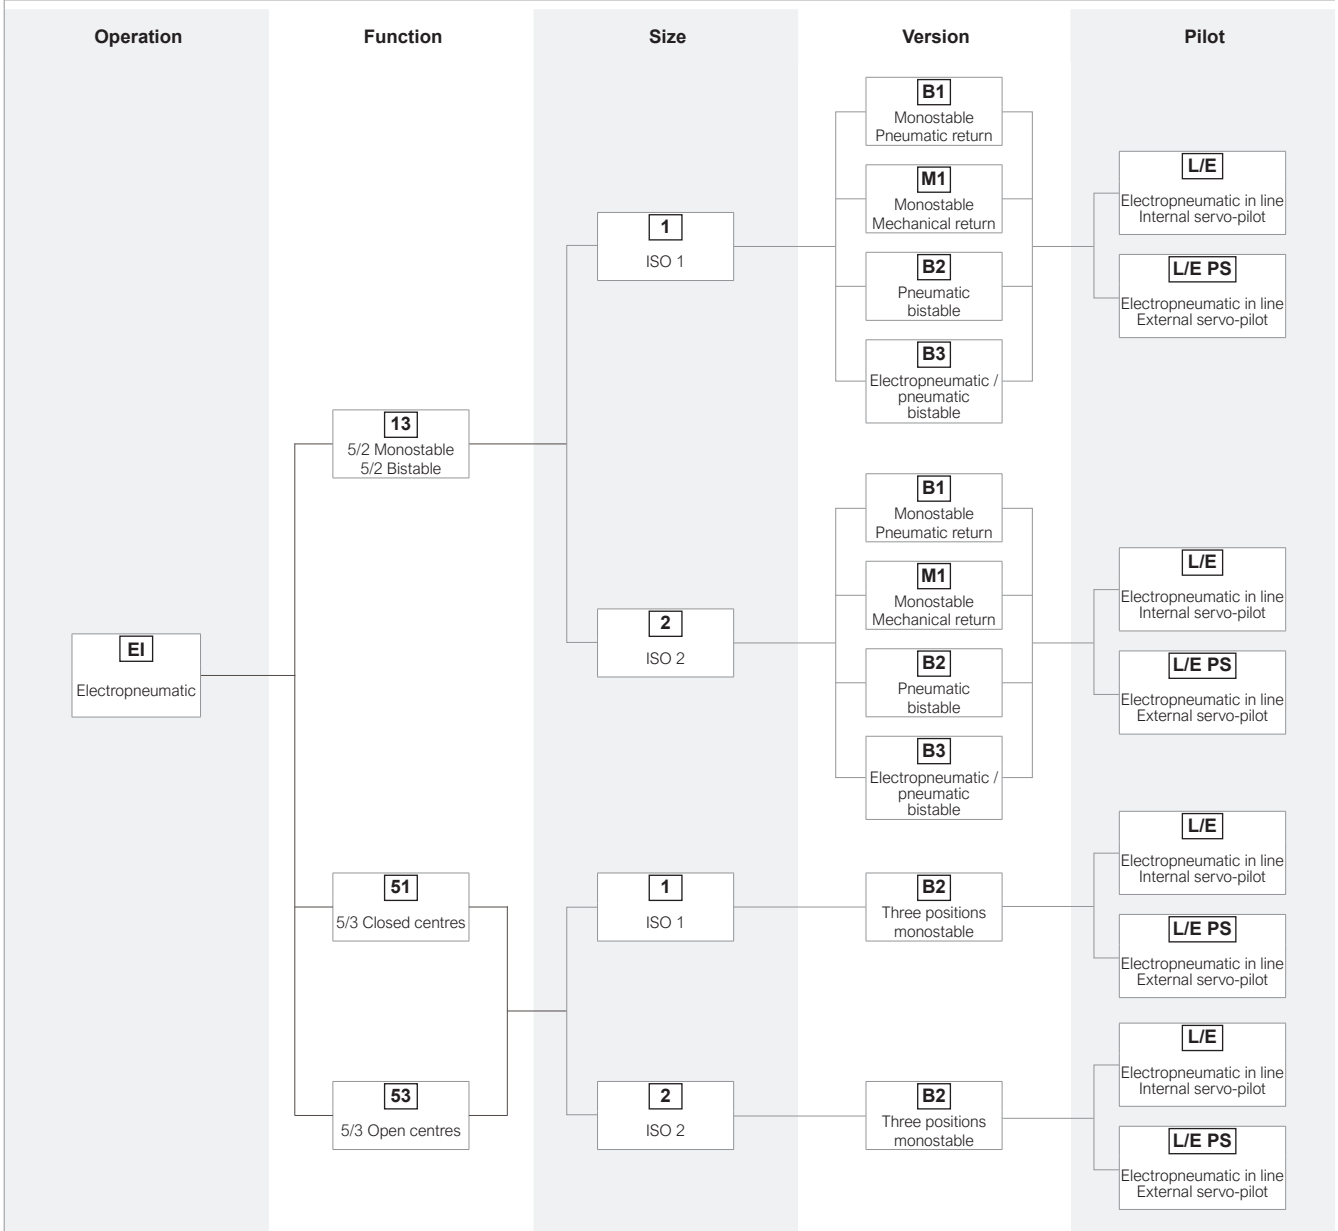 Operation
Function
Size
Version
Pilot
EI
Electropneumatic
13
5/2 Monostable
5/2 Bistable
1
ISO 1
B1
Monostable
Pneumatic return
M1
Monostable
Mechanical return
B2
Pneumatic
bistable
B3
Electropneumatic /
pneumatic
bistable
L/E
Electropneumatic in line
Internal servo-pilot
L/E PS
Electropneumatic in line
External servo-pilot
2
ISO 2
B1
Monostable
Pneumatic return
M1
Monostable
Mechanical return
B2
Pneumatic
bistable
B3
Electropneumatic /
pneumatic
bistable
L/E
Electropneumatic in line
Internal servo-pilot
L/E PS
Electropneumatic in line
External servo-pilot
51
5/3 Closed centres
53
5/3 Open centres
1
ISO 1
B2
Three positions
monostable
L/E
Electropneumatic in line
Internal servo-pilot
L/E PS
Electropneumatic in line
External servo-pilot
2
ISO 2
B2
Three positions
monostable
L/E
Electropneumatic in line
Internal servo-pilot
L/E PS
Electropneumatic in line
External servo-pilot